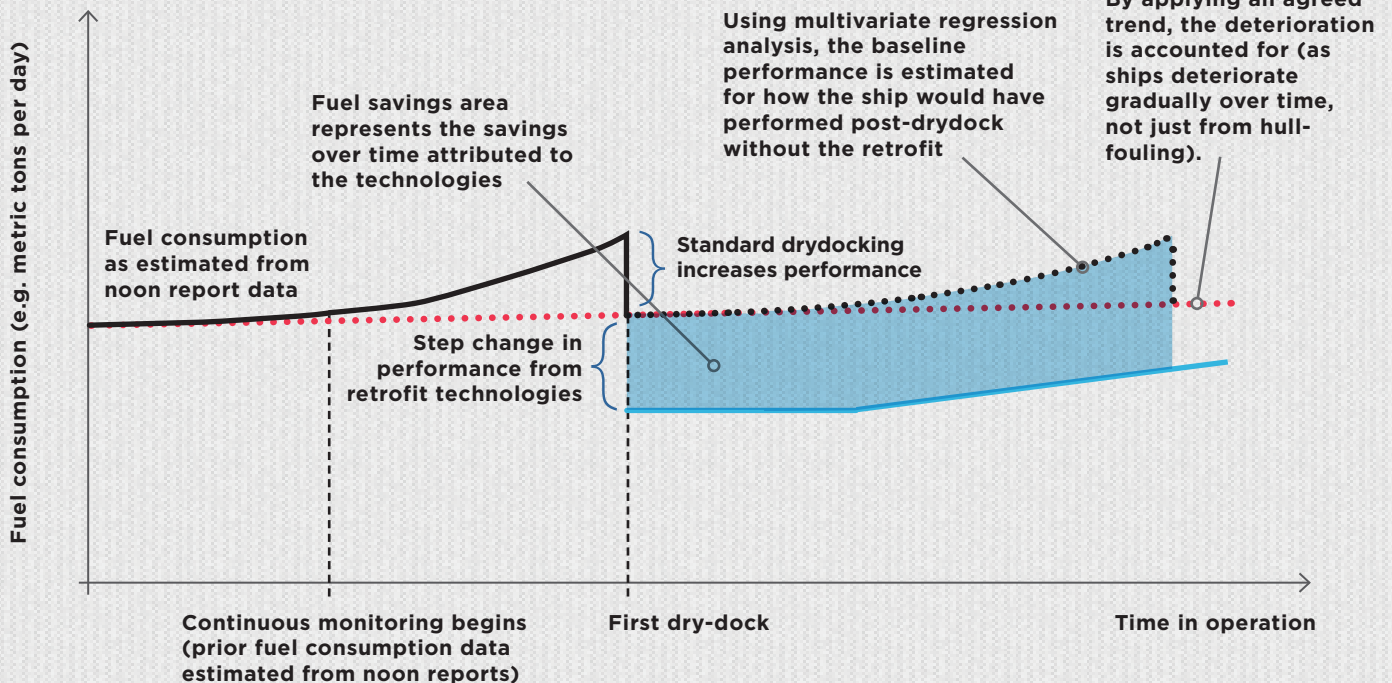 Fuel consumption (e.g. metric tons per day)
Using multivariate regression
analysis, the baseline
performance is estimated
for how the ship would have
performed post-drydock
without the retrofit
By applying an agreed
trend, the deterioration
is accounted for (as
ships deteriorate
gradually over time,
not just from hull-
fouling).
Fuel savings area
represents the savings
over time attributed to
the technologies
Fuel consumption
as estimated from
noon report data
Standard drydocking
increases performance
Step change in
performance from
retrofit technologies
Continuous monitoring begins
(prior fuel consumption data
estimated from noon reports)
First dry-dock
Time in operation